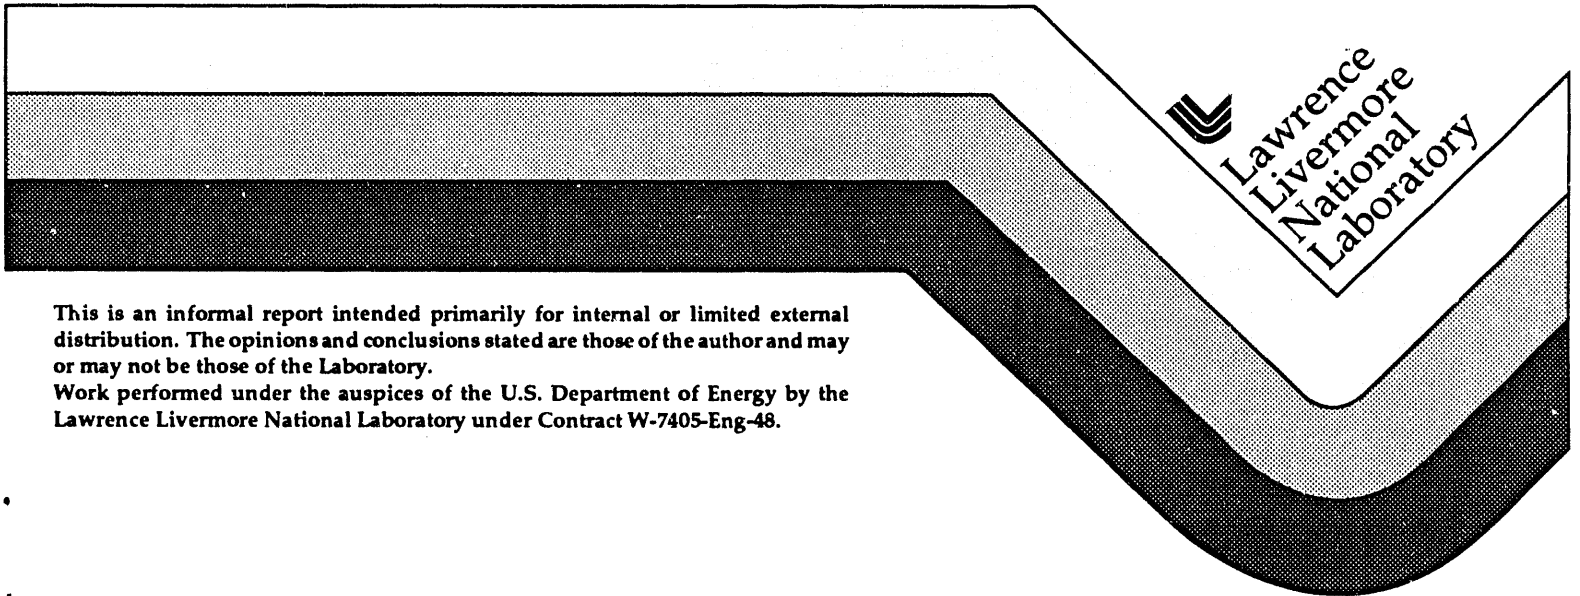 Lawrence
Livermore
National
Laboratory
This is an informal report intended primarily for internal or limited external
distribution. The opinions and conclusions stated are those of the author and may
or may not be those of the Laboratory.
Work performed under the auspices of the U.S. Department of Energy by the
Lawrence Livermore National Laboratory under Contract W-7405-Eng-48.